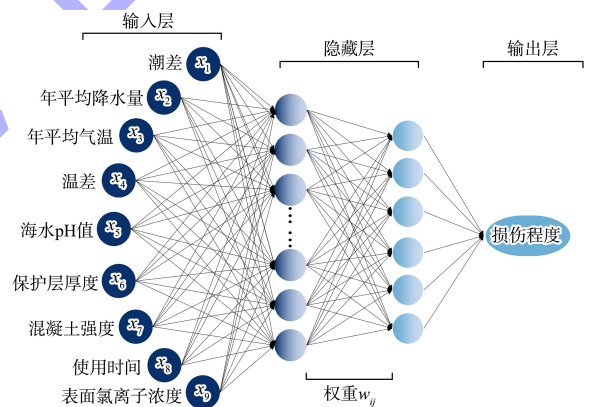 输入层
隐藏层
输出层
潮差 x1
年平均降水量 x2
年平均气温 x3
温差 x4
海水pH值 x5
保护层厚度 x6
混凝土强度 x7
使用时间 x8
表面氯离子浓度 x9
损伤程度
权重wij